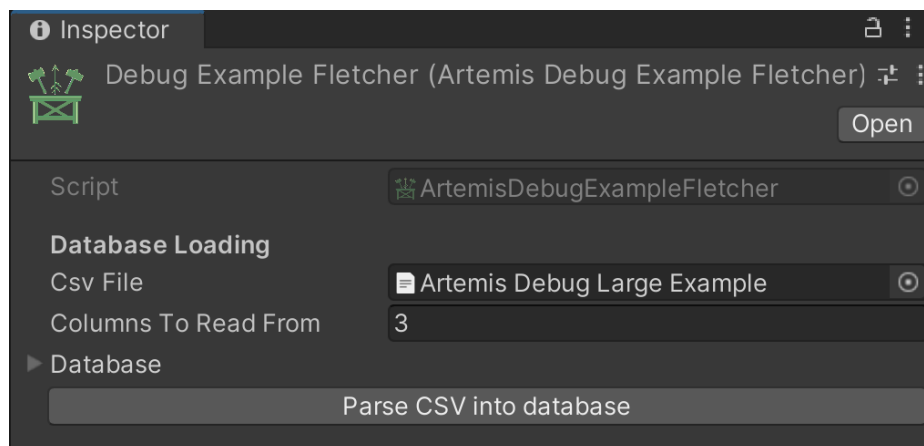 Inspector
Debug Example Fletcher (Artemis Debug Example Fletcher)
Open
Script ArtemisDebugExampleFletcher
Database Loading
Csv File Artemis Debug Large Example
Columns To Read From 3
Database
Parse CSV into database